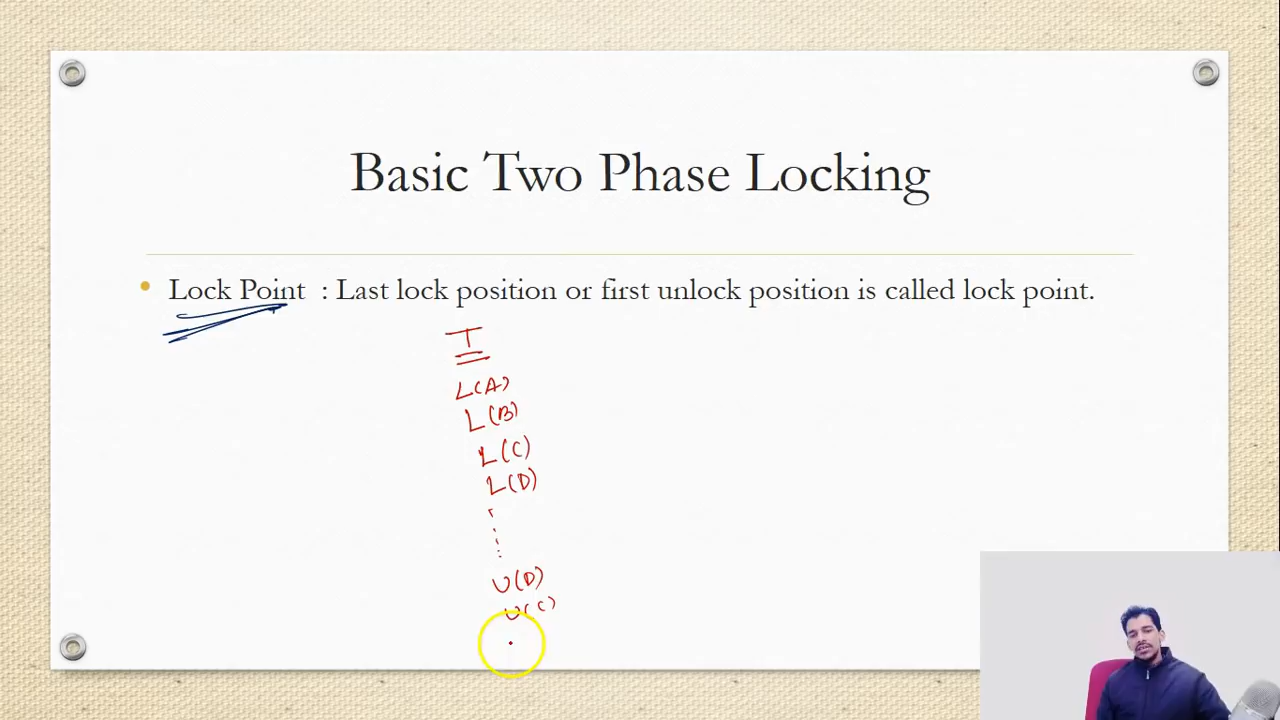 Basic Two Phase Locking
• Lock Point : Last lock position or first unlock position is called lock point.
T
L(A)
L(B)
L(C)
L(D)
U(D)
U(C)